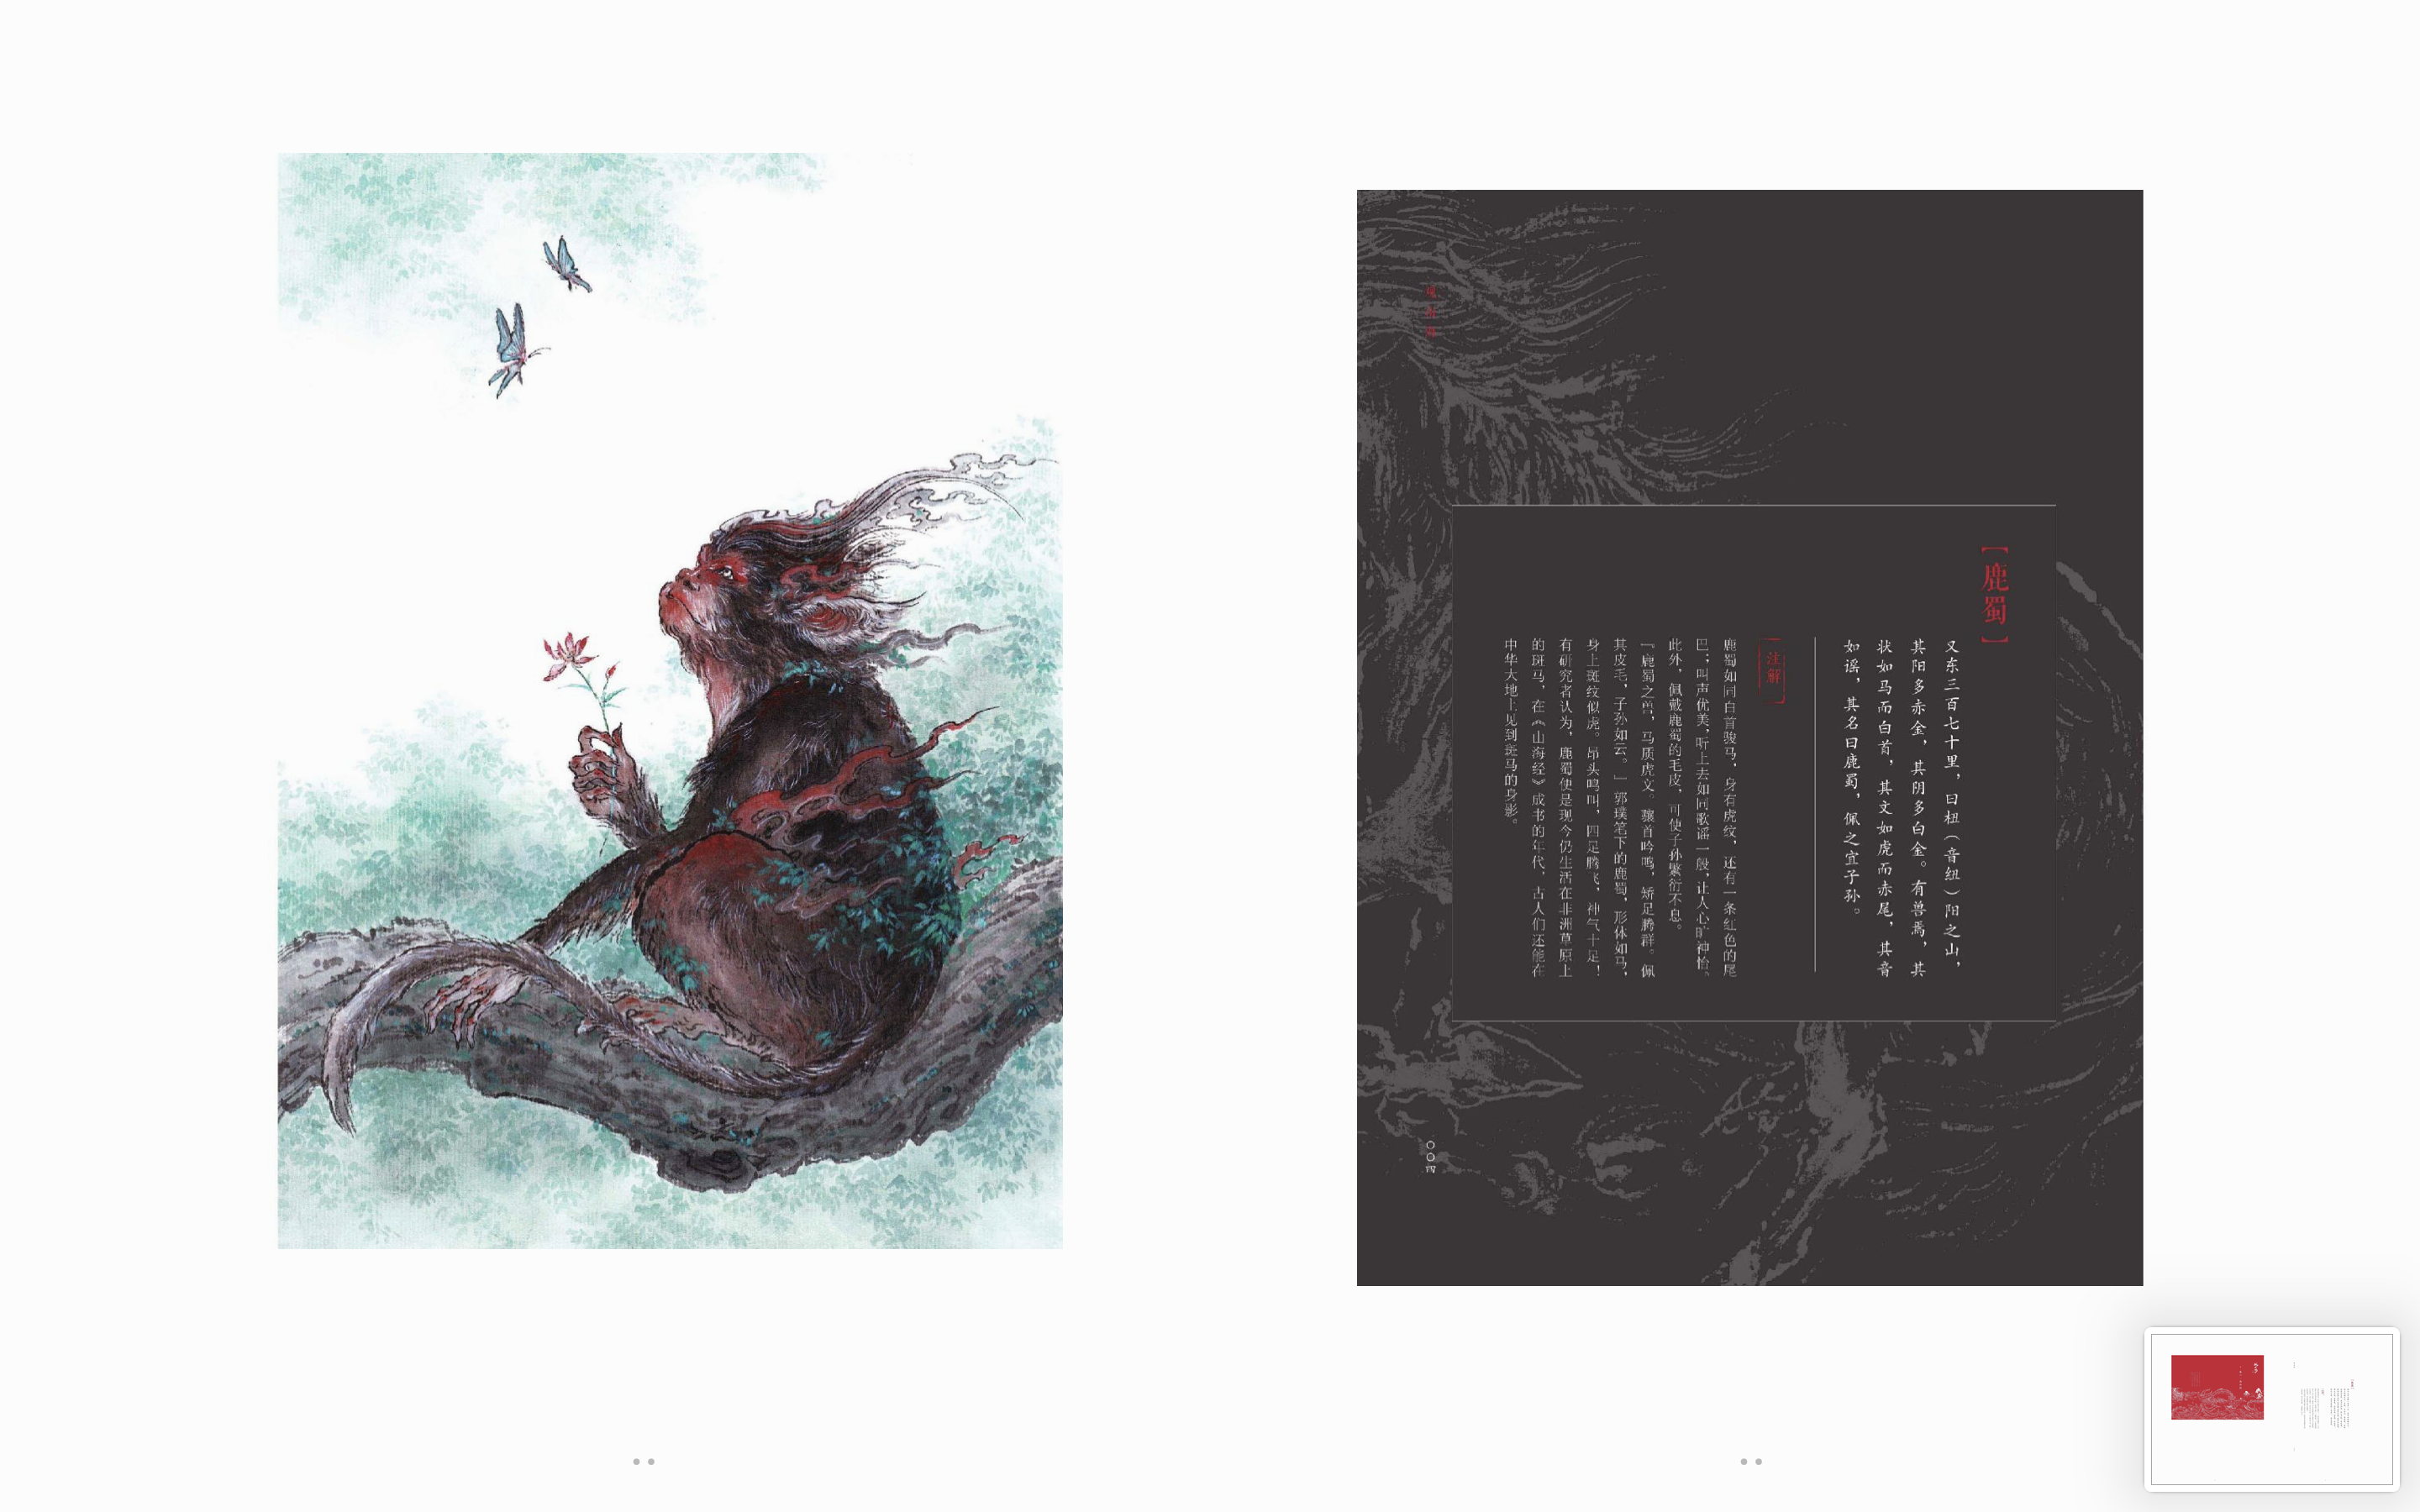 【鹿蜀】
又东三百七十里，曰杻（音纽）阳之山，
其阳多赤金，其阴多白金。有兽焉，其
状如马而白首，其文如虎而赤尾，其音
如谣，其名曰鹿蜀，佩之宜子孙。
【注解】
鹿蜀如同白首骏马，身有虎纹，还有一条红色的尾
巴；叫声优美，听上去如同歌谣一般，让人心旷神怡。
此外，佩戴鹿蜀的毛皮，可使子孙繁衍不息。
『鹿蜀之兽，马质虎文。骧首吟鸣，矫足腾群。佩
其皮毛，子孙如云。』郭璞笔下的鹿蜀，形体如马，
身上斑纹似虎。昂头鸣叫，四足腾飞，神气十足！
有研究者认为，鹿蜀便是现今仍生活在非洲草原上
的斑马，在《山海经》成书的年代，古人们还能在
中华大地上见到斑马的身影。
〇〇四